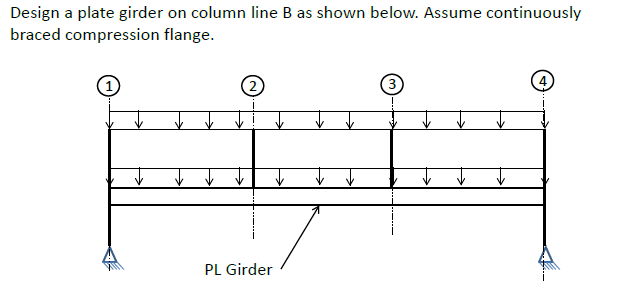 Design a plate girder on column line B as shown below. Assume continuously
braced compression flange.
1 2 3 4
PL Girder